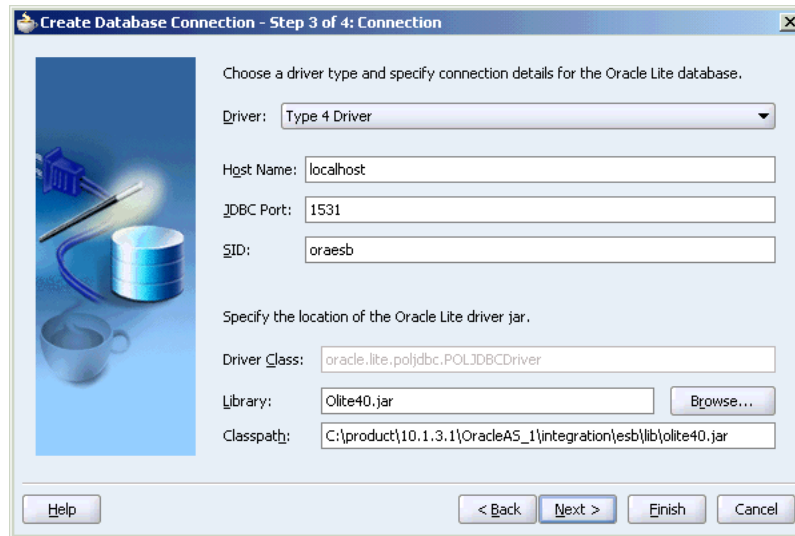 Create Database Connection - Step 3 of 4: Connection
Choose a driver type and specify connection details for the Oracle Lite database.
Driver: Type 4 Driver
Host Name: localhost
JDBC Port: 1531
SID: oraesb
Specify the location of the Oracle Lite driver jar.
Driver Class: oracle.lite.poljdbc.POLJDBCDriver
Library: Olite40.jar Browse...
Classpath: C:\product\10.1.3.1\OracleAS_1\integration\esb\lib\olite40.jar
Help < Back Next > Finish Cancel